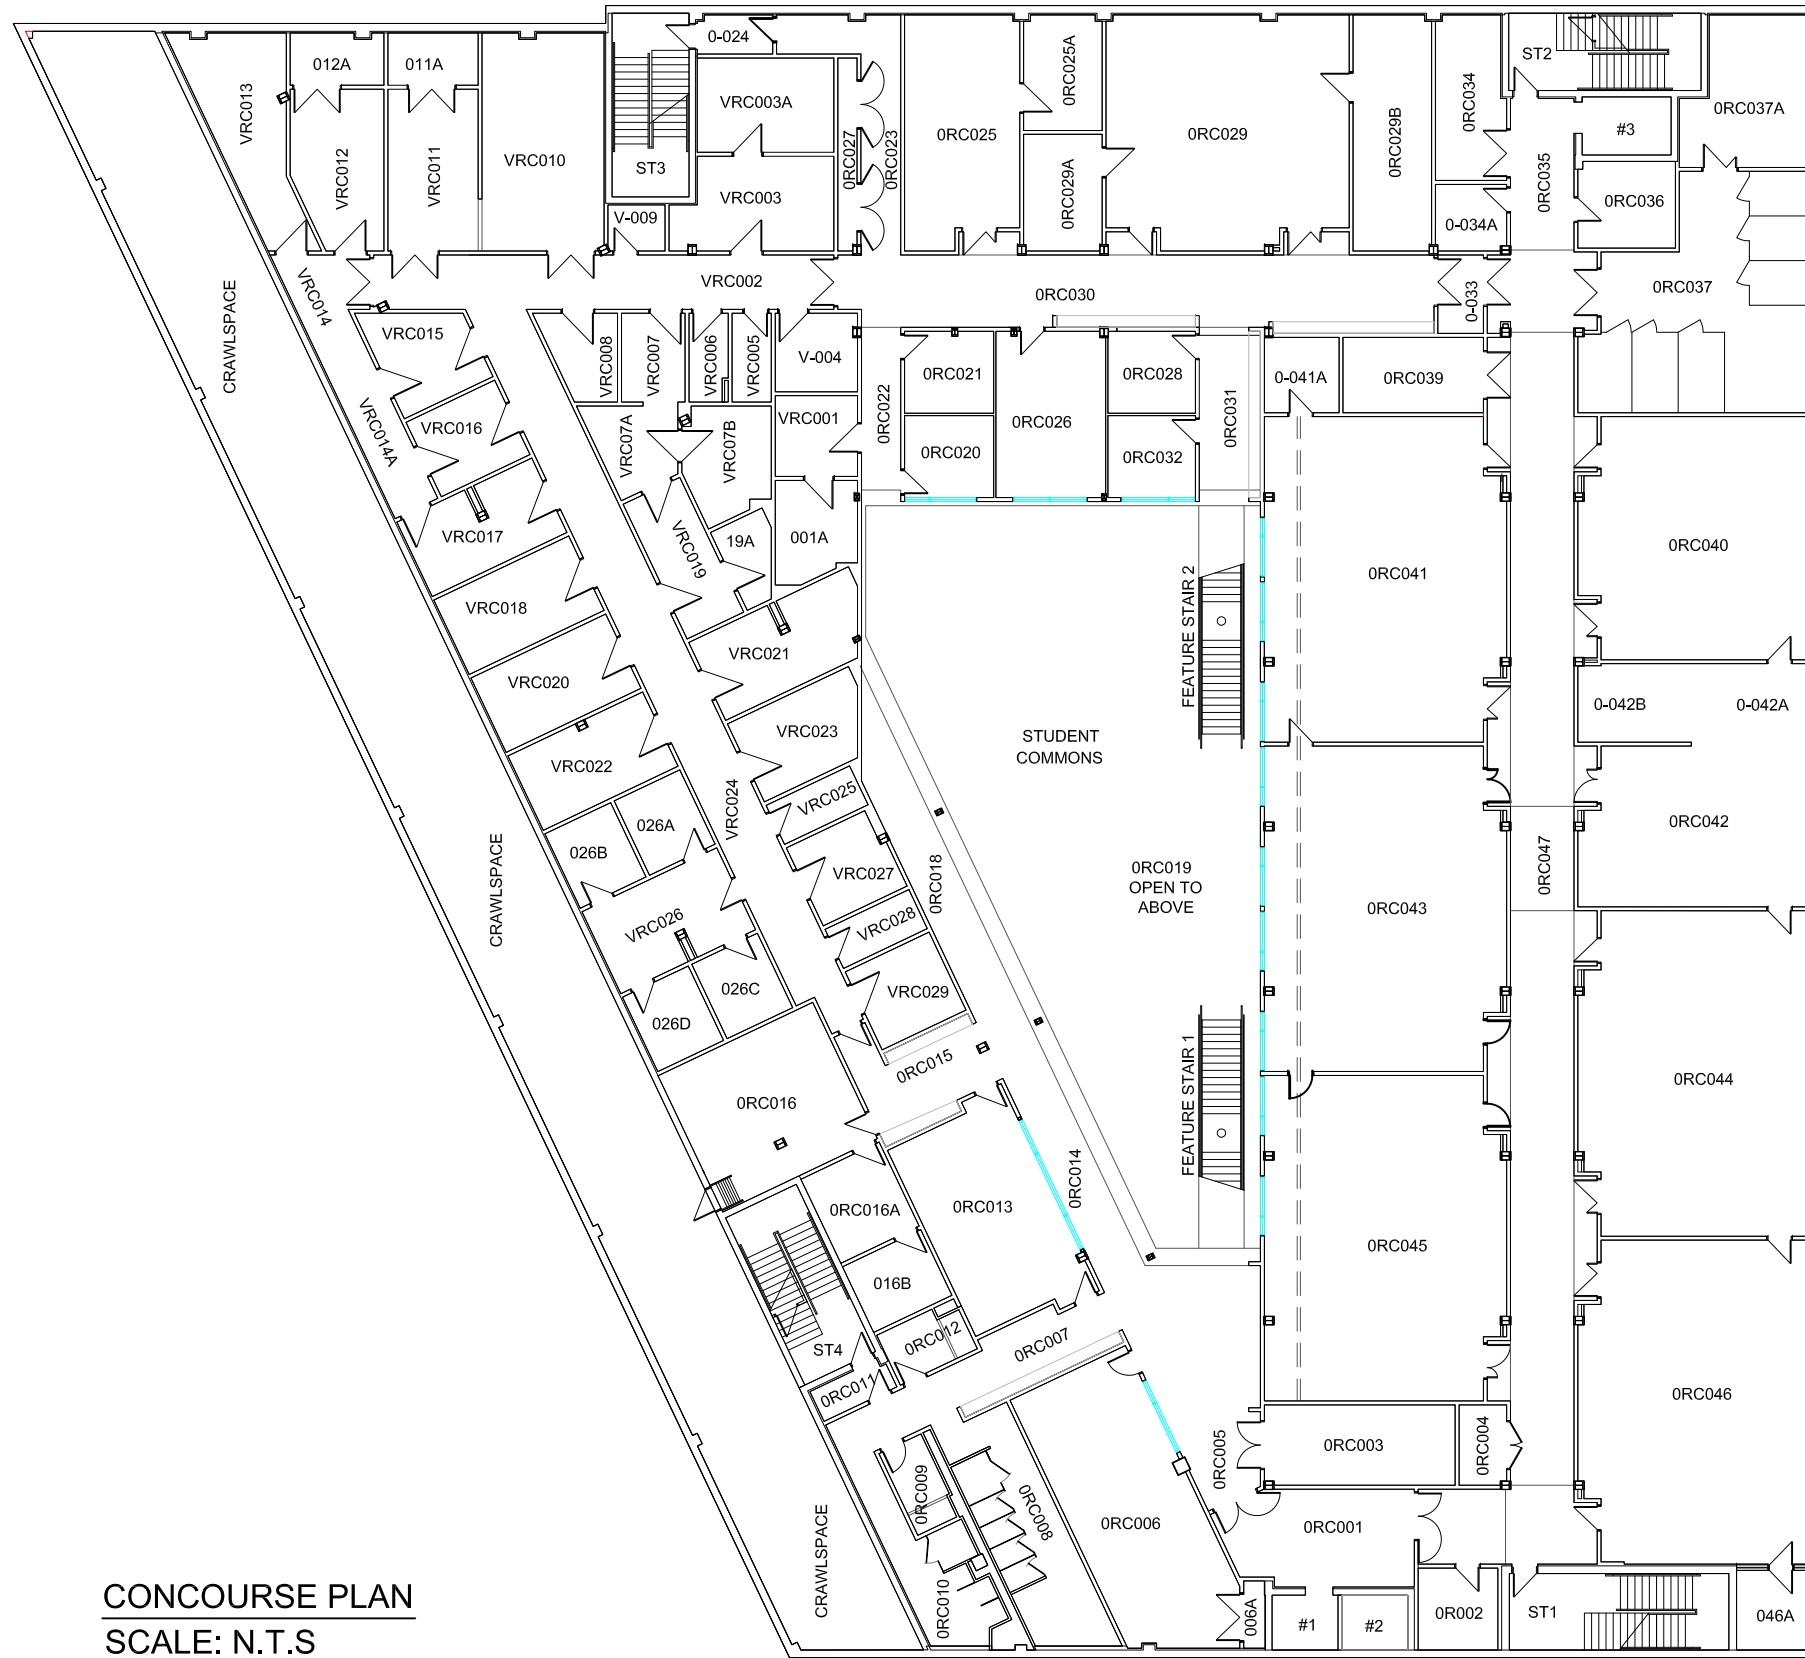 0-024
012A
011A
VRC013
VRC012
VRC011
VRC010
ST3
VRC003A
VRC003
V-009
0RC027
0RC023
0RC025
0RC025A
0RC029A
0RC029
0RC029B
0RC034
0-034A
ST2
#3
0RC035
0RC036
0RC037A
0RC037
VRC002
0RC030
0-033
VRC014
VRC014A
CRAWLSPACE
VRC015
VRC016
VRC017
VRC018
VRC020
VRC022
VRC008
VRC007
VRC006
VRC005
V-004
VRC001
001A
VRC07A
VRC07B
VRC019
19A
VRC021
VRC023
0RC022
0RC021
0RC020
0RC026
0RC028
0RC032
0RC031
0-041A
0RC039
0RC041
0RC040
0-042B
0-042A
0RC042
FEATURE STAIR 2
STUDENT
COMMONS
0RC019
OPEN TO
ABOVE
0RC043
0RC047
VRC024
VRC025
VRC027
VRC028
VRC029
026A
026B
VRC026
026C
026D
CRAWLSPACE
0RC018
0RC015
0RC016
0RC016A
016B
0RC013
0RC014
FEATURE STAIR 1
0RC044
0RC045
0RC046
ST4
0RC012
0RC011
0RC007
0RC009
0RC008
0RC010
0RC006
006A
0RC005
0RC003
0RC004
0RC001
#1
#2
0R002
ST1
046A
CRAWLSPACE
CONCOURSE PLAN
SCALE: N.T.S